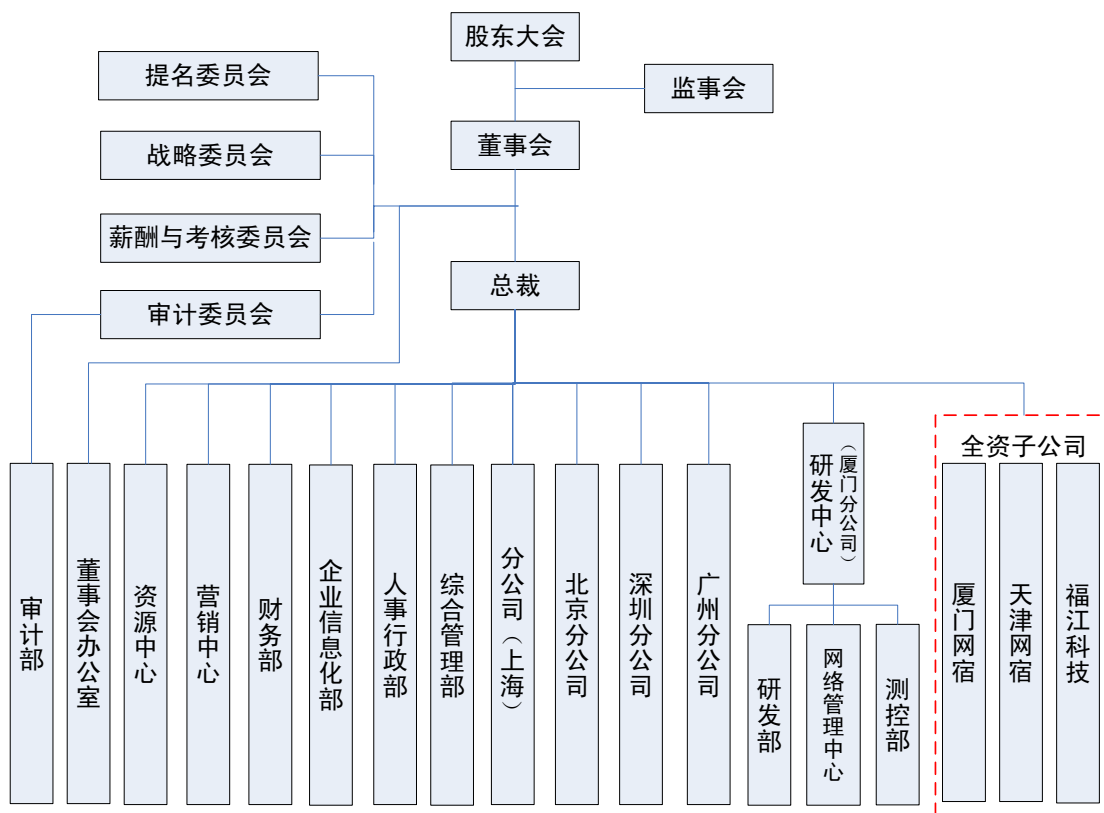 股东大会
提名委员会
监事会
董事会
战略委员会
薪酬与考核委员会
总裁
审计委员会
审计部
董事会办公室
资源中心
营销中心
财务部
企业信息化部
人事行政部
综合管理部
分公司（上海）
北京分公司
深圳分公司
广州分公司
研发中心
（厦门分公司）
研发部
网络管理中心
测控部
全资子公司
厦门网宿
天津网宿
福江科技